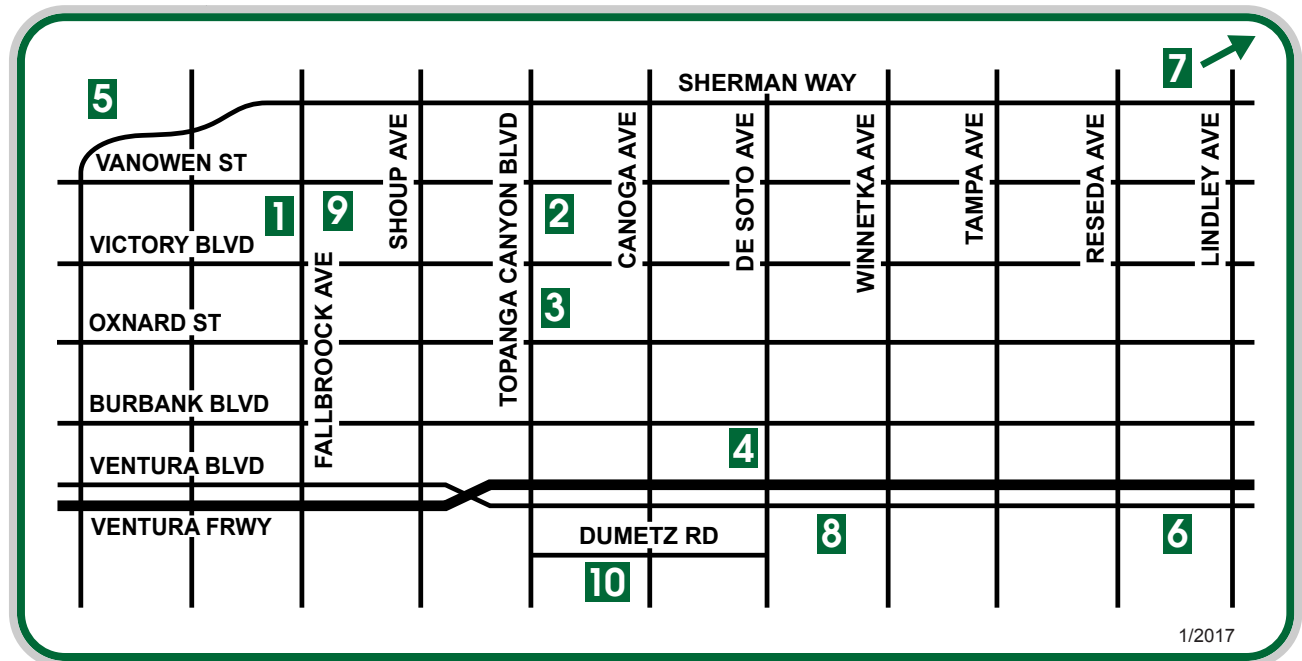 7
SHERMAN WAY
5
SHOUP AVE
TOPANGA CANYON BLVD
CANOGA AVE
DE SOTO AVE
WINNETKA AVE
TAMPA AVE
RESEDA AVE
LINDLEY AVE
VANOWEN ST
1
9
2
VICTORY BLVD
FALLBROOCK AVE
3
OXNARD ST
BURBANK BLVD
4
VENTURA BLVD
VENTURA FRWY
DUMETZ RD
8
6
10
1/2017